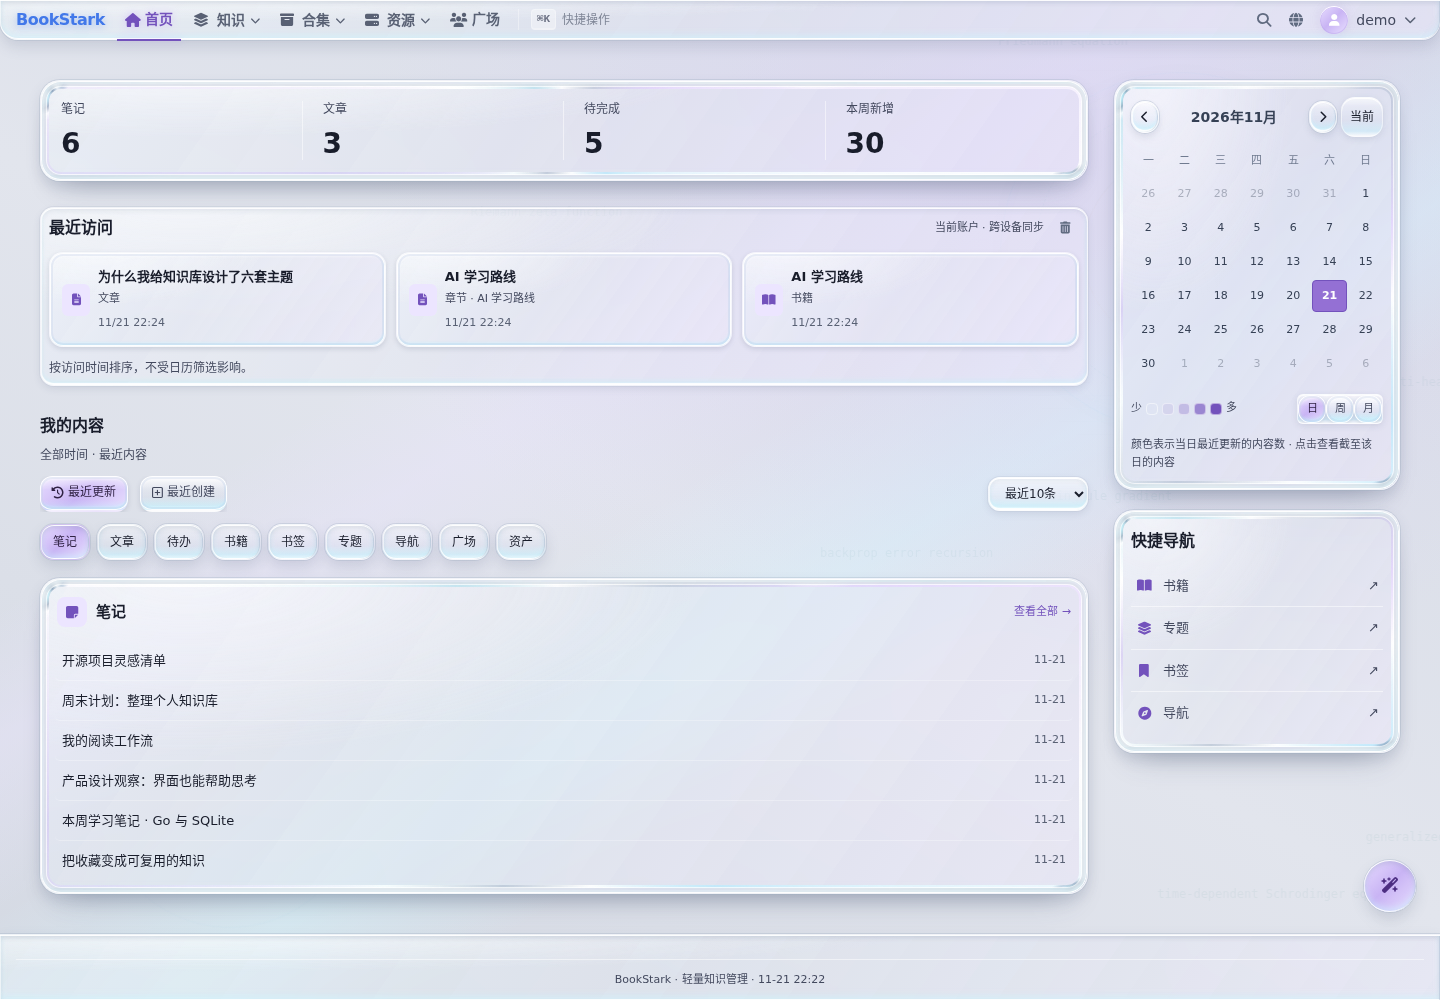 BookStark 首页 知识 合集 资源 广场 ⌘K 快捷操作 demo
笔记 文章 待完成 本周新增
6 3 5 30
最近访问
当前账户 · 跨设备同步
为什么我给知识库设计了六套主题
文章
11/21 22:24
AI 学习路线
章节 · AI 学习路线
11/21 22:24
AI 学习路线
书籍
11/21 22:24
按访问时间排序，不受日历筛选影响。
我的内容
全部时间 · 最近内容
最近更新 最近创建 最近10条
笔记 文章 待办 书籍 书签 专题 导航 广场 资产
backprop error recursion
笔记 查看全部 →
开源项目灵感清单 11-21
周末计划：整理个人知识库 11-21
我的阅读工作流 11-21
产品设计观察：界面也能帮助思考 11-21
本周学习笔记 · Go 与 SQLite 11-21
把收藏变成可复用的知识 11-21
2026年11月 当前
一 二 三 四 五 六 日
26 27 28 29 30 31 1
2 3 4 5 6 7 8
9 10 11 12 13 14 15
16 17 18 19 20 21 22
23 24 25 26 27 28 29
30 1 2 3 4 5 6
少 多 日 周 月
颜色表示当日最近更新的内容数 · 点击查看截至该
日的内容
快捷导航
书籍 ↗
专题 ↗
书签 ↗
导航 ↗
time-dependent Schrodinger
BookStark · 轻量知识管理 · 11-21 22:22